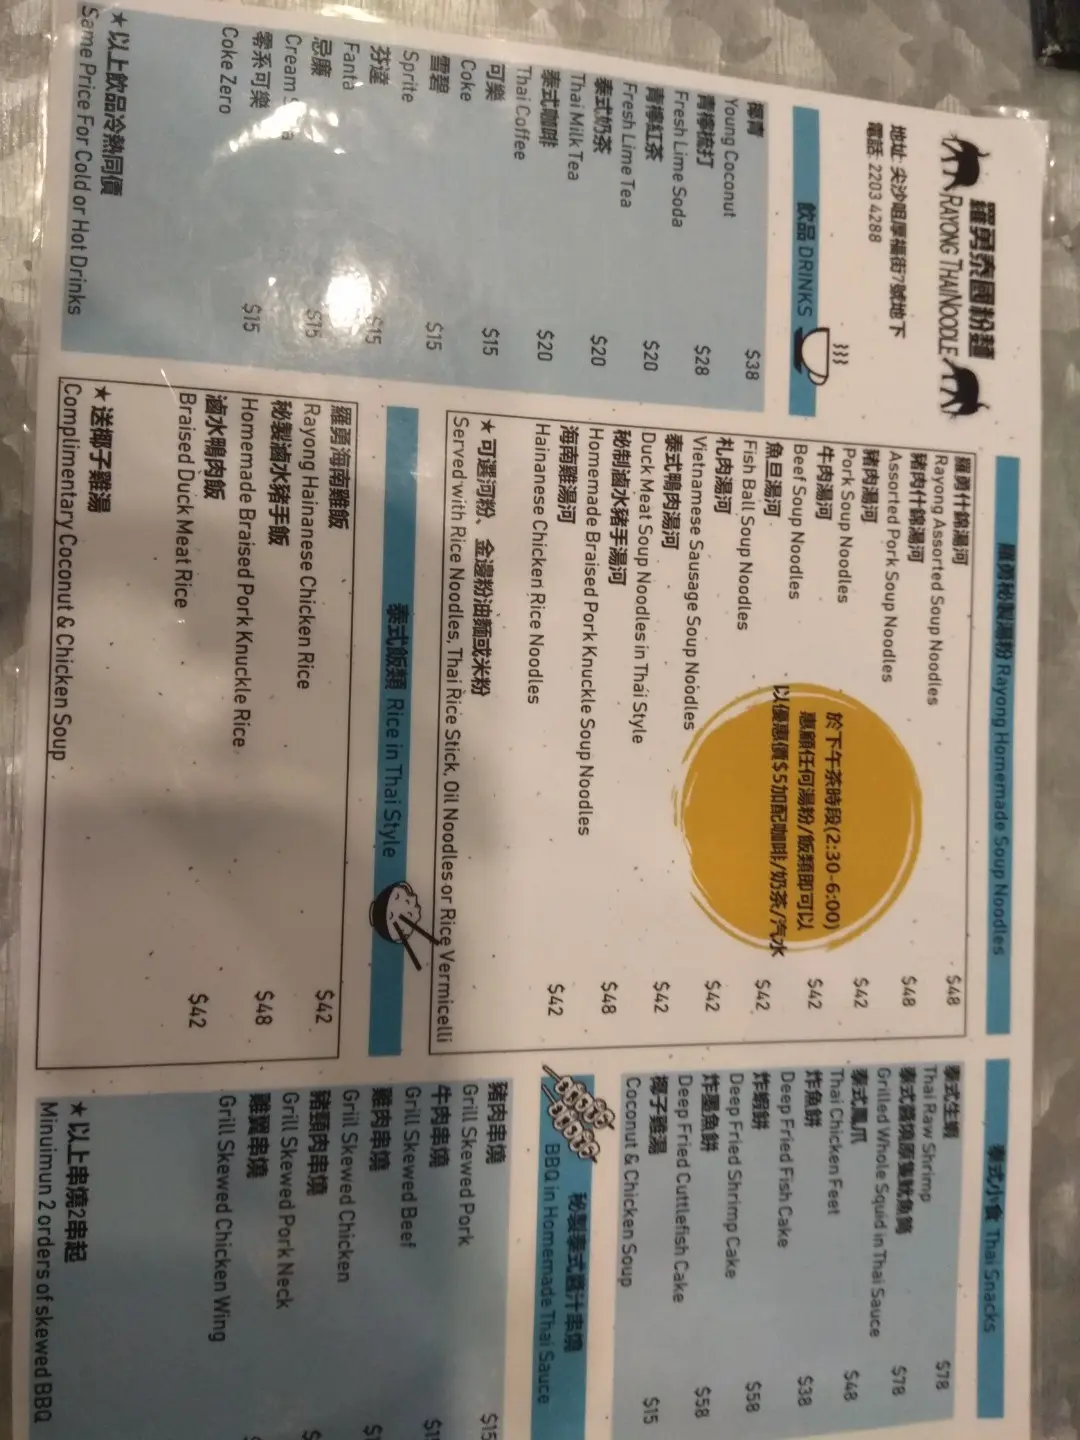 羅勇泰國粉麵
RAYONG THAI NOODLE
地址: 尖沙咀厚福街7號地下
電話: 2203 4288
飲品 DRINKS
椰青
Young Coconut $38
青檸梳打
Fresh Lime Soda $28
青檸紅茶
Fresh Lime Tea $20
泰式奶茶
Thai Milk Tea $20
泰式咖啡
Thai Coffee $20
可樂
Coke $15
雪碧
Sprite $15
芬達
Fanta $15
忌廉
Cream $15
零系可樂
Coke Zero $15
★以上飲品冷熱同價
Same Price For Cold or Hot Drinks
羅勇秘製湯粉 Rayong Homemade Soup Noodles
羅勇什錦湯河
Rayong Assorted Soup Noodles $48
豬肉什錦湯河
Assorted Pork Soup Noodles $48
豬肉湯河
Pork Soup Noodles $42
牛肉湯河
Beef Soup Noodles $42
魚旦湯河
Fish Ball Soup Noodles $42
札肉湯河
Vietnamese Sausage Soup Noodles $42
泰式鴨肉湯河
Duck Meat Soup Noodles in Thai Style $42
秘制滷水豬手湯河
Homemade Braised Pork Knuckle Soup Noodles $48
海南雞湯河
Hainanese Chicken Rice Noodles $42
★可選河粉、金邊粉油麵或米粉
Served with Rice Noodles, Thai Rice Stick, Oil Noodles or Rice Vermicelli
於下午茶時段(2:30-6:00)
惠顧任何湯粉/飯類即可以
以優惠價$5加配咖啡/奶茶/汽水
泰式飯類 Rice in Thai Style
羅勇海南雞飯
Rayong Hainanese Chicken Rice $42
秘製滷水豬手飯
Homemade Braised Pork Knuckle Rice $48
滷水鴨肉飯
Braised Duck Meat Rice $42
★送椰子雞湯
Complimentary Coconut & Chicken Soup
泰式小食 Thai Snacks
泰式生蝦
Thai Raw Shrimp $78
泰式醬燒原隻魷魚筒
Grilled Whole Squid in Thai Sauce $78
泰式鳳爪
Thai Chicken Feet $48
炸魚餅
Deep Fried Fish Cake $38
炸蝦餅
Deep Fried Shrimp Cake $58
炸墨魚餅
Deep Fried Cuttlefish Cake $58
椰子雞湯
Coconut & Chicken Soup $15
秘製泰式醬汁串燒
BBQ in Homemade Thai Sauce
豬肉串燒
Grill Skewed Pork $15
牛肉串燒
Grill Skewed Beef
雞肉串燒
Grill Skewed Chicken
豬頸肉串燒
Grill Skewed Pork Neck
雞翼串燒
Grill Skewed Chicken Wing
★以上串燒2串起
Minuimun 2 orders of skewed BBQ